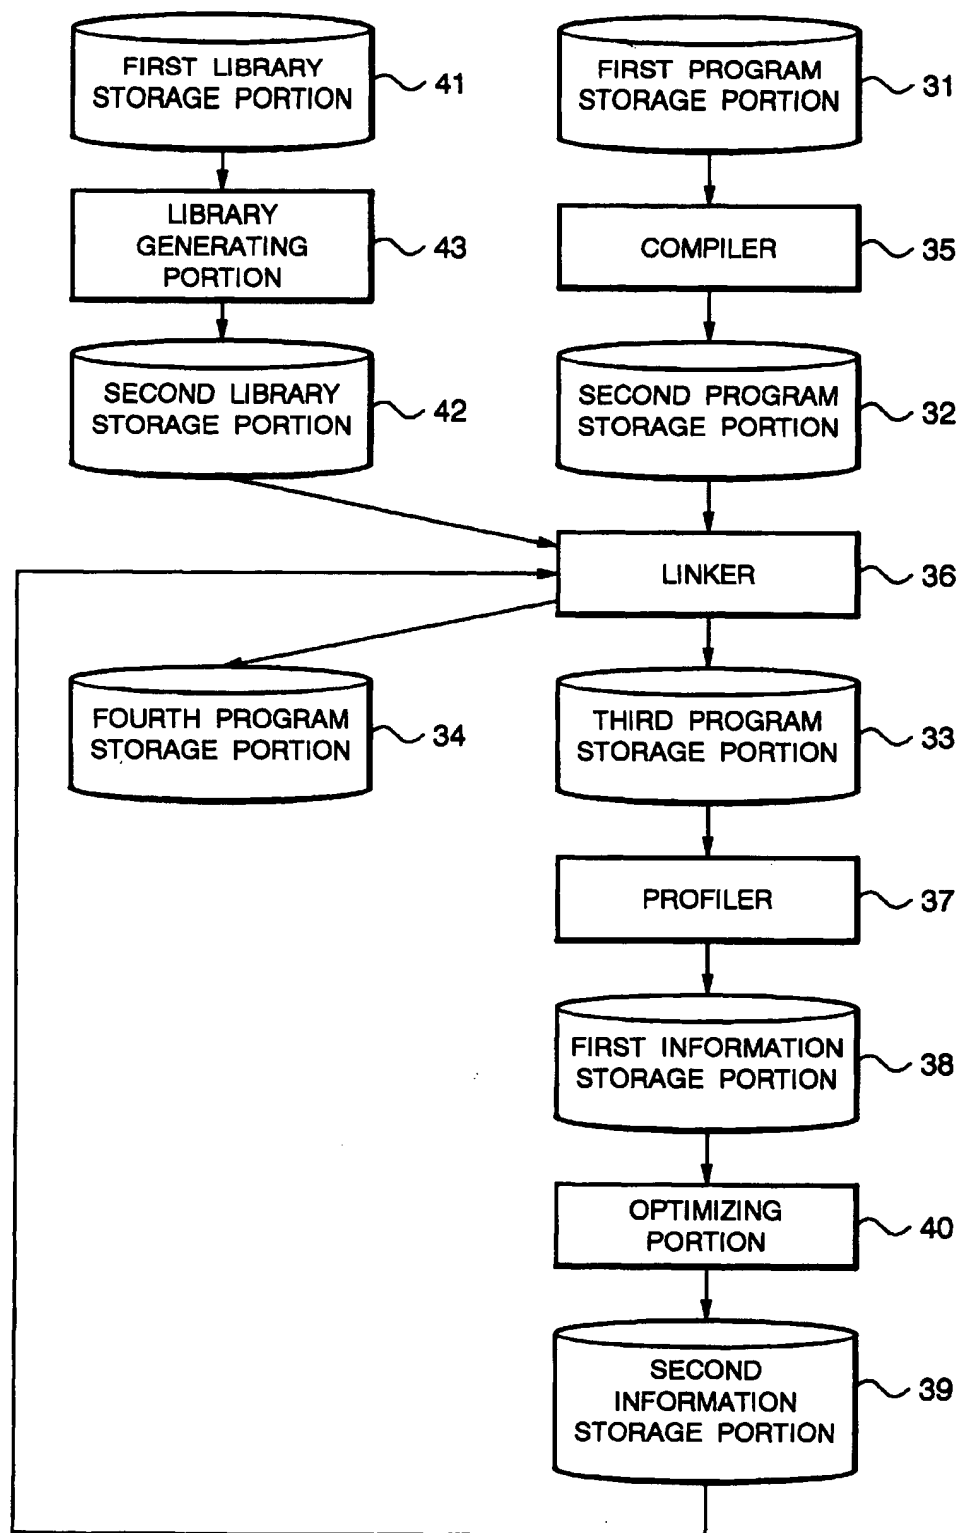 FIRST LIBRARY
STORAGE PORTION
41
FIRST PROGRAM
STORAGE PORTION
31
LIBRARY
GENERATING
PORTION
43
COMPILER
35
SECOND LIBRARY
STORAGE PORTION
42
SECOND PROGRAM
STORAGE PORTION
32
LINKER
36
FOURTH PROGRAM
STORAGE PORTION
34
THIRD PROGRAM
STORAGE PORTION
33
PROFILER
37
FIRST INFORMATION
STORAGE PORTION
38
OPTIMIZING
PORTION
40
SECOND
INFORMATION
STORAGE PORTION
39